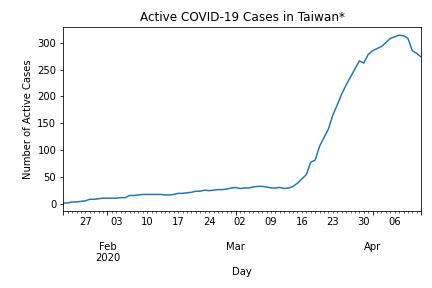 Active COVID-19 Cases in Taiwan*
Number of Active Cases
300
250
200
150
100
50
0
27 03 10 17 24 02 09 16 23 30 06
Feb Mar Apr
2020
Day